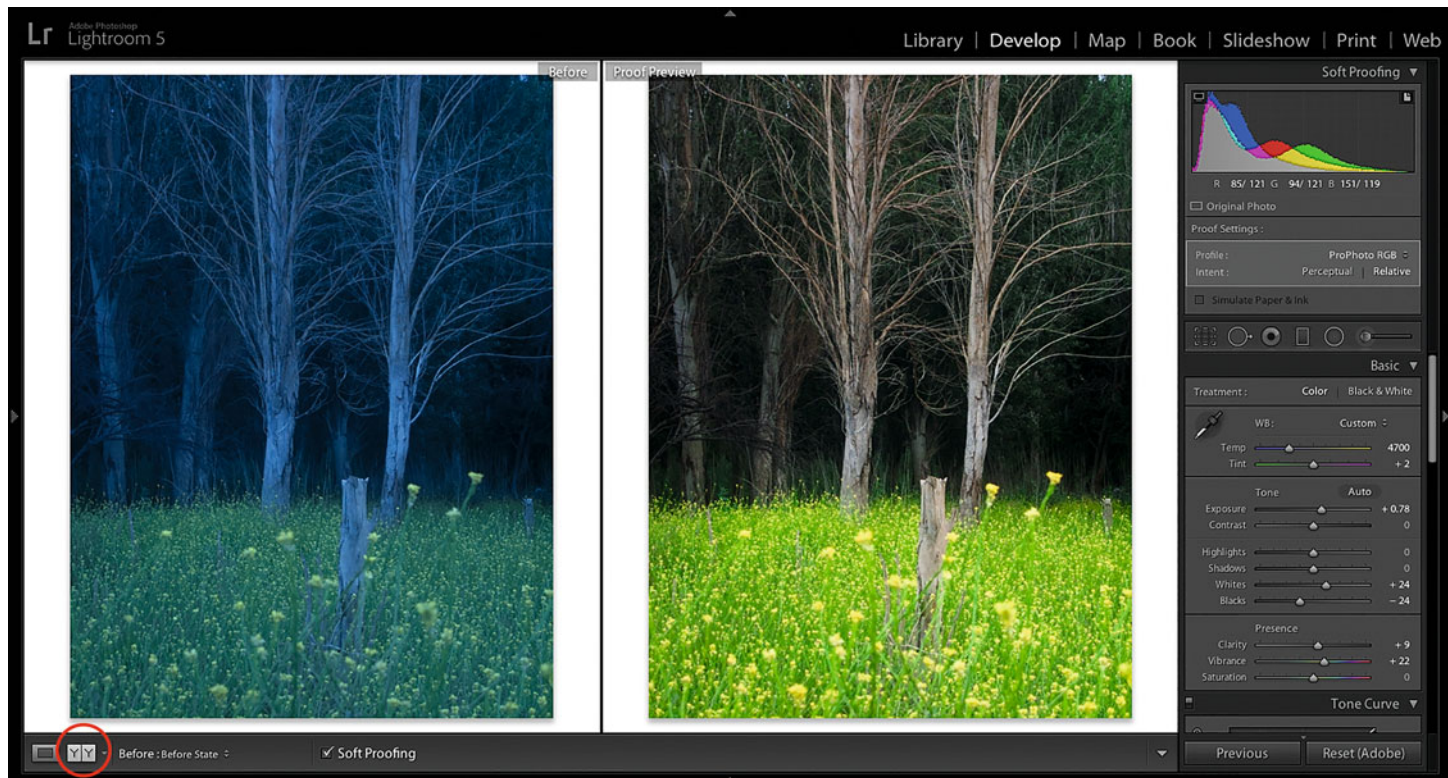 Lr Adobe Photoshop Lightroom 5
Library | Develop | Map | Book | Slideshow | Print | Web
Before
Proof Preview
Soft Proofing
R 85/ 121 G 94/ 121 B 151/ 119
Original Photo
Proof Settings :
Profile : ProPhoto RGB
Intent : Perceptual | Relative
Simulate Paper & Ink
Basic
Treatment : Color | Black & White
WB : Custom
Temp 4700
Tint + 2
Tone Auto
Exposure + 0.78
Contrast 0
Highlights 0
Shadows 0
Whites + 24
Blacks − 24
Presence
Clarity + 9
Vibrance + 22
Saturation 0
Tone Curve
Y Y Before : Before State Soft Proofing
Previous Reset (Adobe)